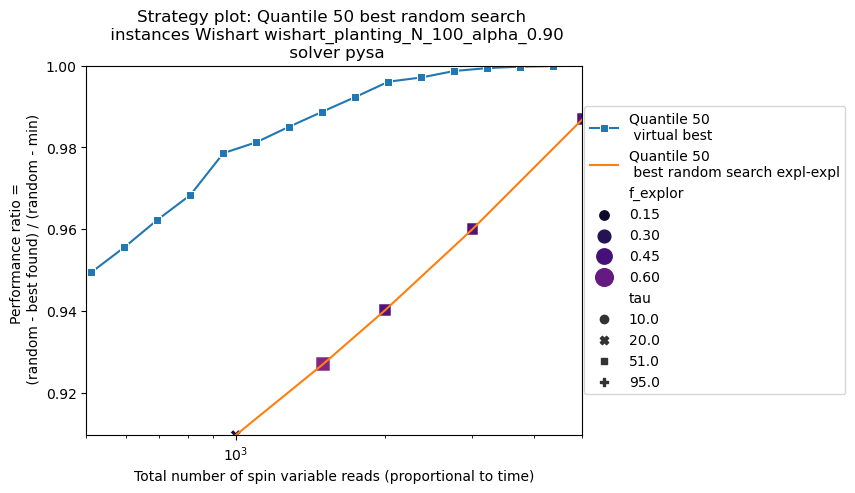 Strategy plot: Quantile 50 best random search
instances Wishart wishart_planting_N_100_alpha_0.90
solver pysa
1.00
0.98
0.96
0.94
0.92
Performance ratio =
(random - best found) / (random - min)
10^3
Total number of spin variable reads (proportional to time)
Quantile 50
virtual best
Quantile 50
best random search expl-expl
f_explor
0.15
0.30
0.45
0.60
tau
10.0
20.0
51.0
95.0